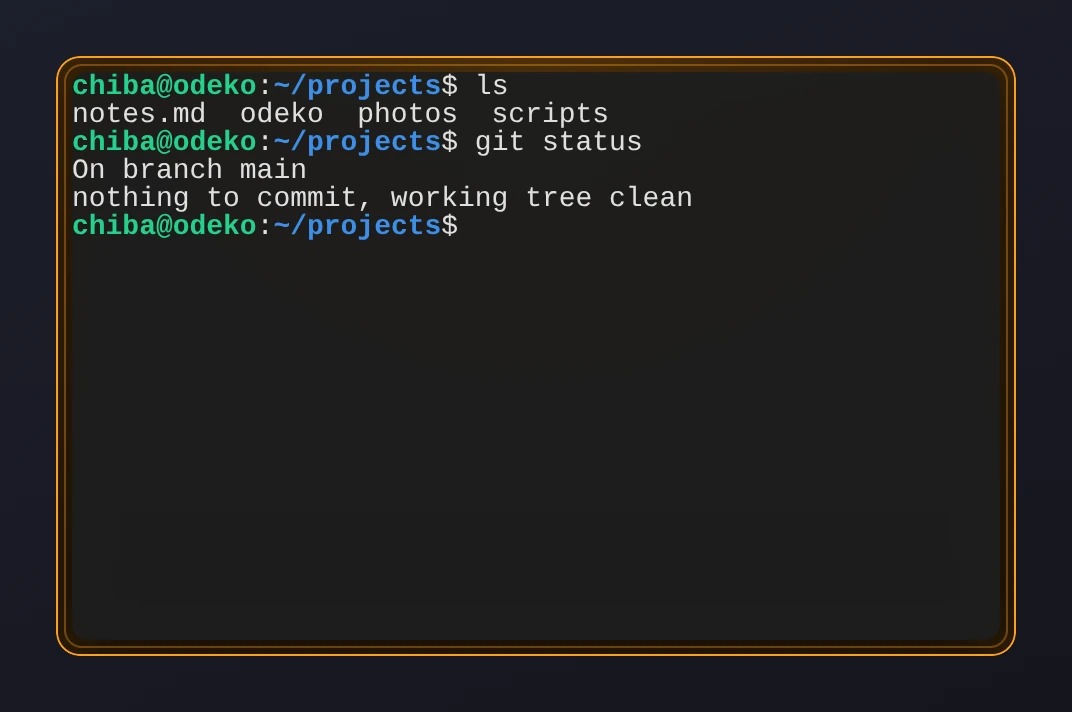 chiba@odeko:~/projects$ ls
notes.md  odeko  photos  scripts
chiba@odeko:~/projects$ git status
On branch main
nothing to commit, working tree clean
chiba@odeko:~/projects$